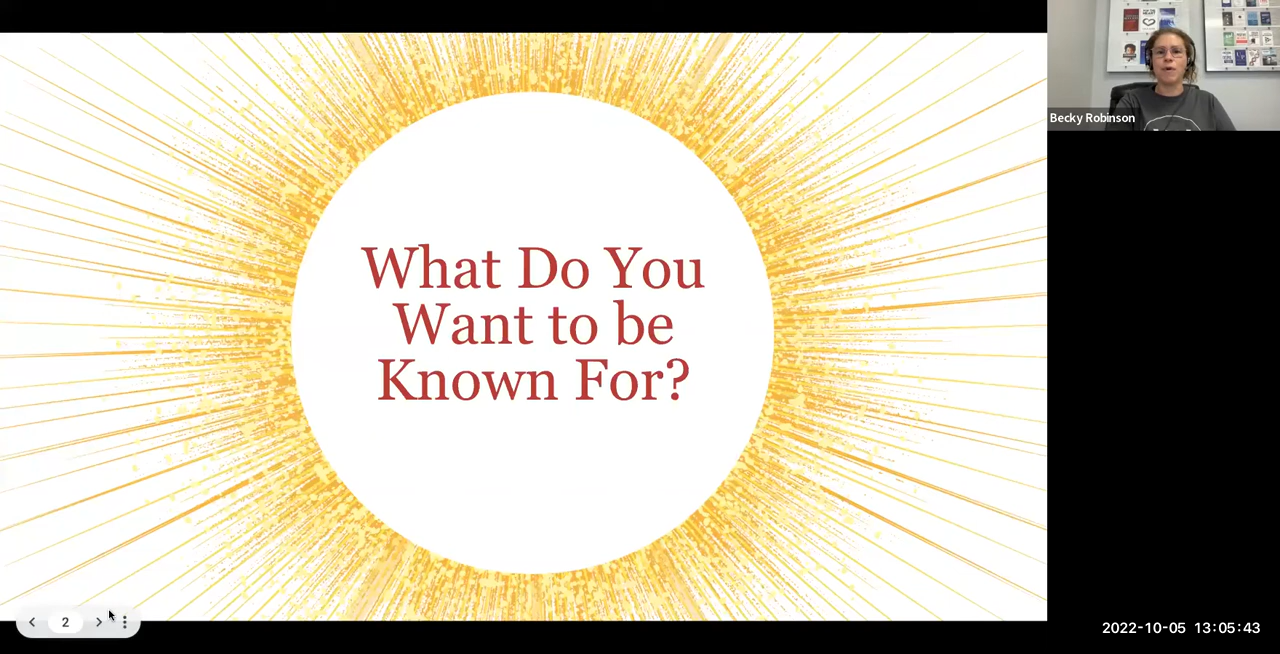 What Do You
Want to be
Known For?
Becky Robinson
2
2022-10-05 13:05:43